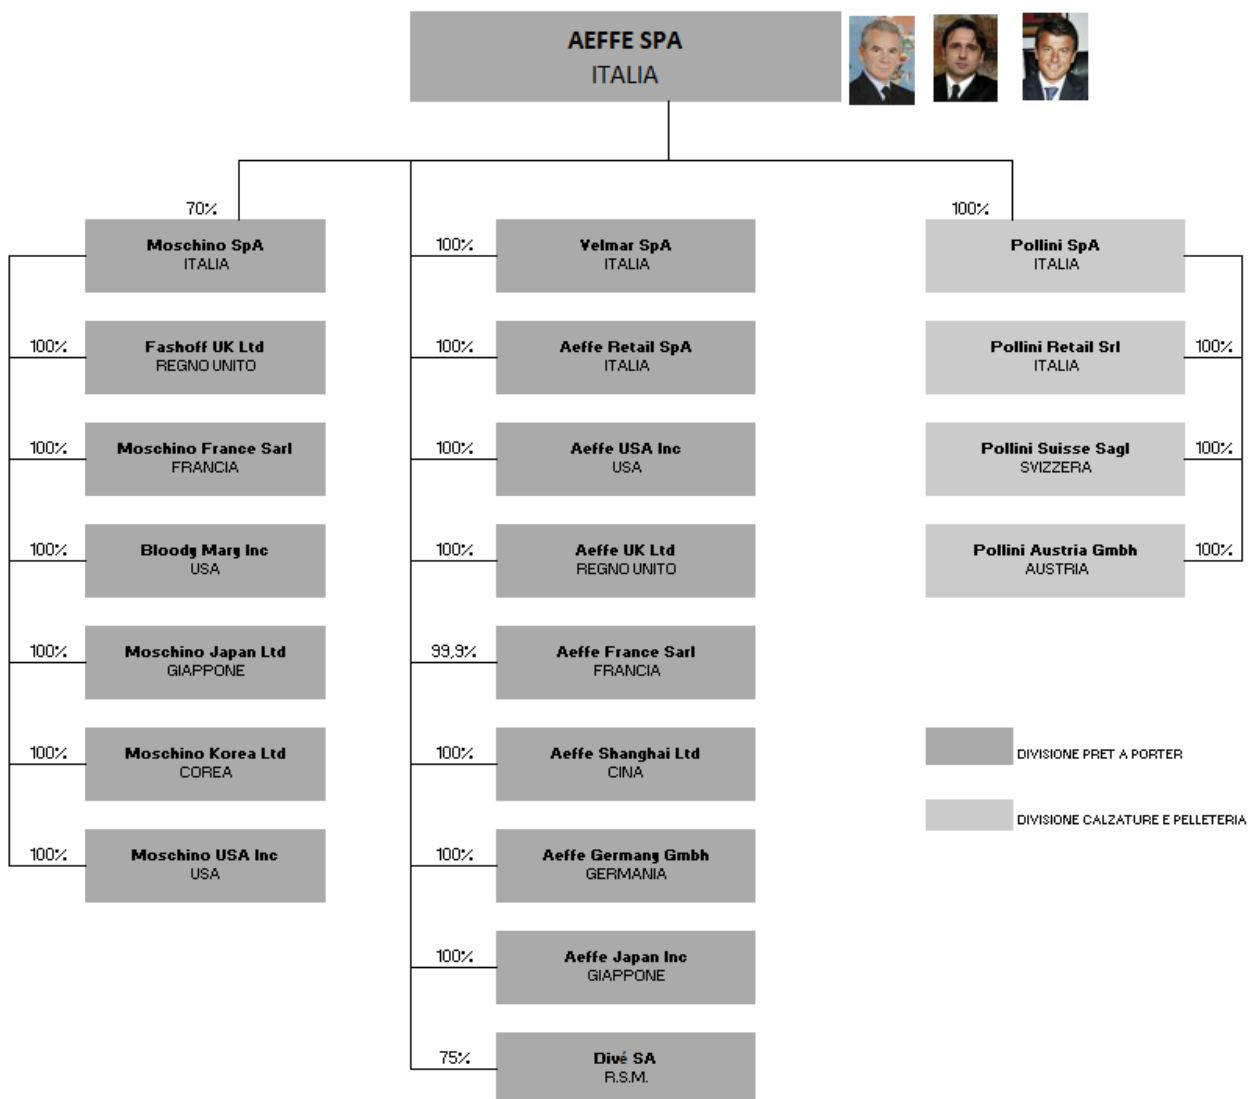 AEFFE SPA
ITALIA
70%
Moschino SpA
ITALIA
100%
Fashoff UK Ltd
REGNO UNITO
100%
Moschino France Sarl
FRANCIA
100%
Bloody Mary Inc
USA
100%
Moschino Japan Ltd
GIAPPONE
100%
Moschino Korea Ltd
COREA
100%
Moschino USA Inc
USA
100%
Velmar SpA
ITALIA
100%
Aeffe Retail SpA
ITALIA
100%
Aeffe USA Inc
USA
100%
Aeffe UK Ltd
REGNO UNITO
99,9%
Aeffe France Sarl
FRANCIA
100%
Aeffe Shanghai Ltd
CINA
100%
Aeffe Germany Gmbh
GERMANIA
100%
Aeffe Japan Inc
GIAPPONE
75%
Divé SA
R.S.M.
100%
Pollini SpA
ITALIA
Pollini Retail Srl
ITALIA
100%
Pollini Suisse Sagl
SVIZZERA
100%
Pollini Austria Gmbh
AUSTRIA
100%
DIVISIONE PRET A PORTER
DIVISIONE CALZATURE E PELLETERIA